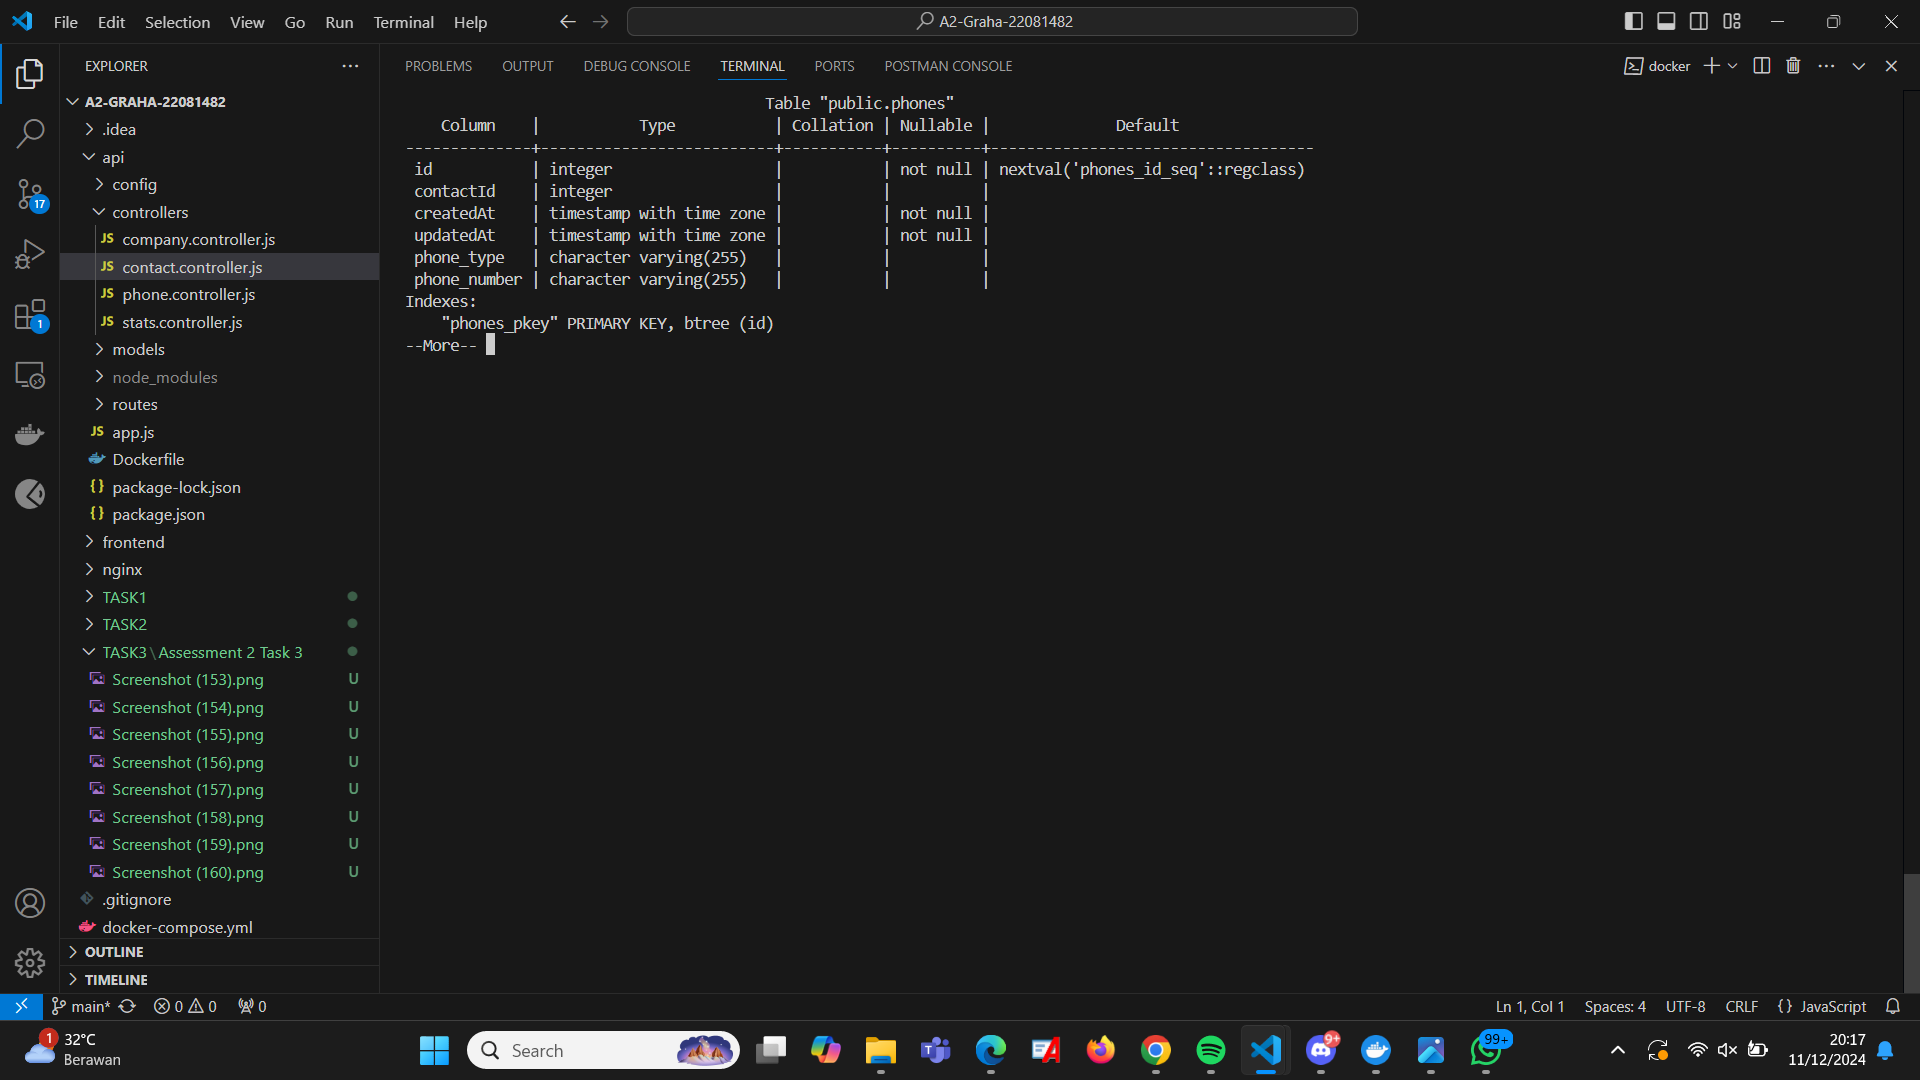 File Edit Selection View Go Run Terminal Help
A2-Graha-22081482
EXPLORER
A2-GRAHA-22081482
.idea
api
config
controllers
JS company.controller.js
JS contact.controller.js
JS phone.controller.js
JS stats.controller.js
models
node_modules
routes
JS app.js
Dockerfile
{} package-lock.json
{} package.json
frontend
nginx
TASK1
TASK2
TASK3\Assessment 2 Task 3
Screenshot (153).png U
Screenshot (154).png U
Screenshot (155).png U
Screenshot (156).png U
Screenshot (157).png U
Screenshot (158).png U
Screenshot (159).png U
Screenshot (160).png U
.gitignore
docker-compose.yml
OUTLINE
TIMELINE
17
1
PROBLEMS OUTPUT DEBUG CONSOLE TERMINAL PORTS POSTMAN CONSOLE
docker
Table "public.phones"
Column | Type | Collation | Nullable | Default
--------------+--------------------------+-----------+----------+------------------------------------
id | integer | | not null | nextval('phones_id_seq'::regclass)
contactId | integer | | |
createdAt | timestamp with time zone | | not null |
updatedAt | timestamp with time zone | | not null |
phone_type | character varying(255) | | |
phone_number | character varying(255) | | |
Indexes:
"phones_pkey" PRIMARY KEY, btree (id)
--More--
main* 0 0 0
Ln 1, Col 1 Spaces: 4 UTF-8 CRLF {} JavaScript
1
32°C
Berawan
Search
9+
99+
20:17
11/12/2024